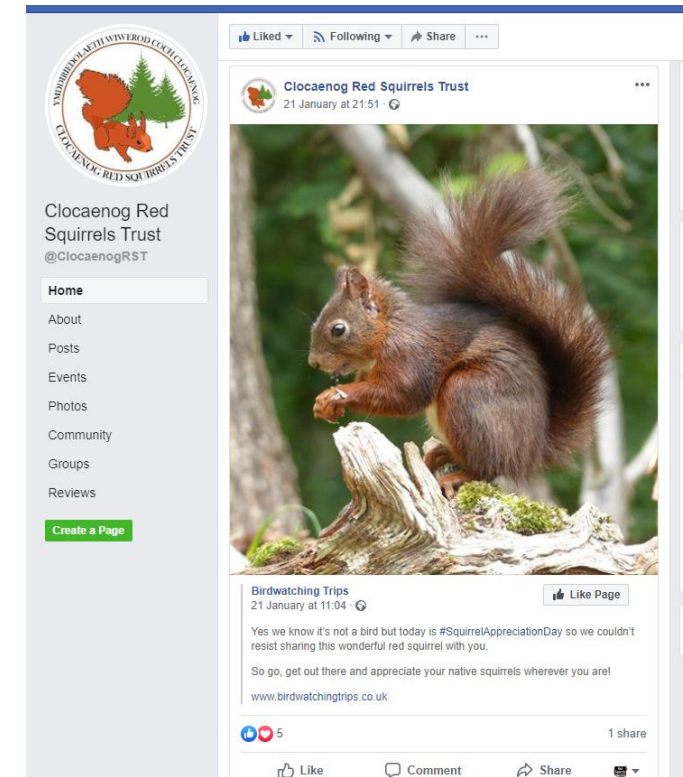 YMDDIRIEDOLAETH WIWEROD COCH CLOCAENOG
CLOCAENOG RED SQUIRRELS TRUST
Clocaenog Red
Squirrels Trust
@ClocaenogRST
Home
About
Posts
Events
Photos
Community
Groups
Reviews
Create a Page
Liked
Following
Share
Clocaenog Red Squirrels Trust
21 January at 21:51
Birdwatching Trips
21 January at 11:04
Like Page
Yes we know it's not a bird but today is #SquirrelAppreciationDay so we couldn't
resist sharing this wonderful red squirrel with you.
So go, get out there and appreciate your native squirrels wherever you are!
www.birdwatchingtrips.co.uk
5
1 share
Like
Comment
Share